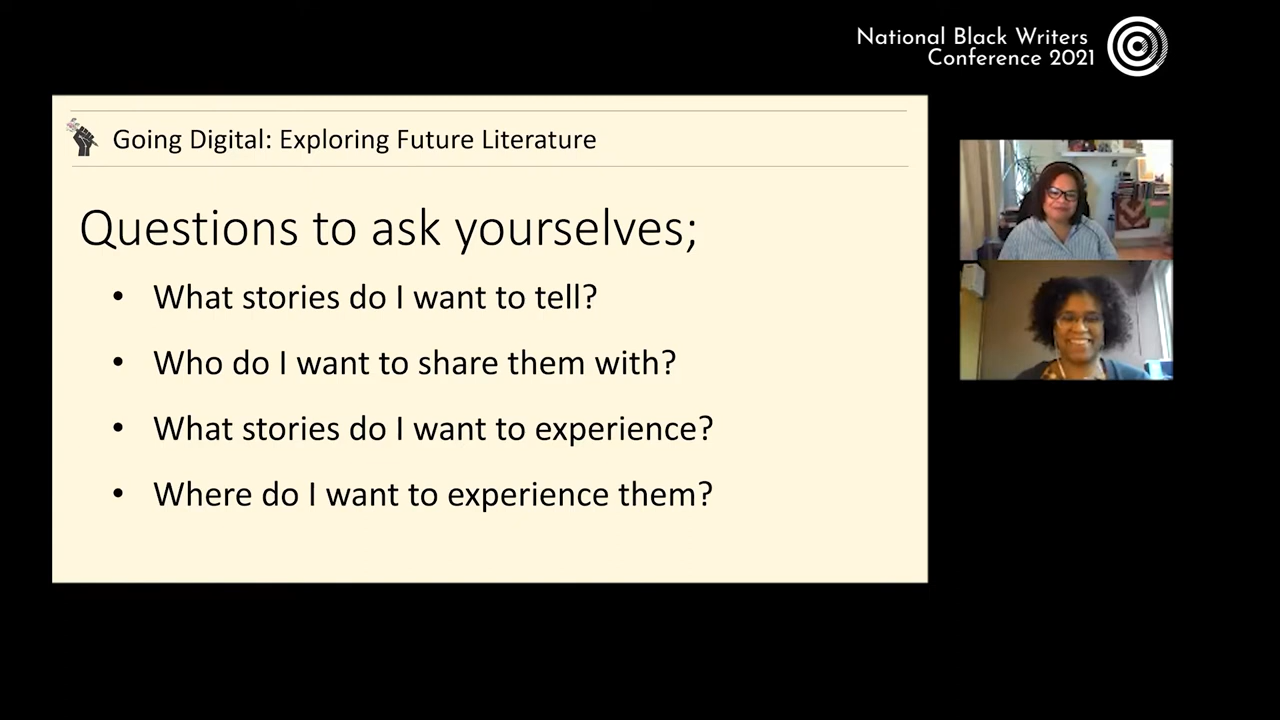 National Black Writers
Conference 2021
Going Digital: Exploring Future Literature
Questions to ask yourselves;
• What stories do I want to tell?
• Who do I want to share them with?
• What stories do I want to experience?
• Where do I want to experience them?